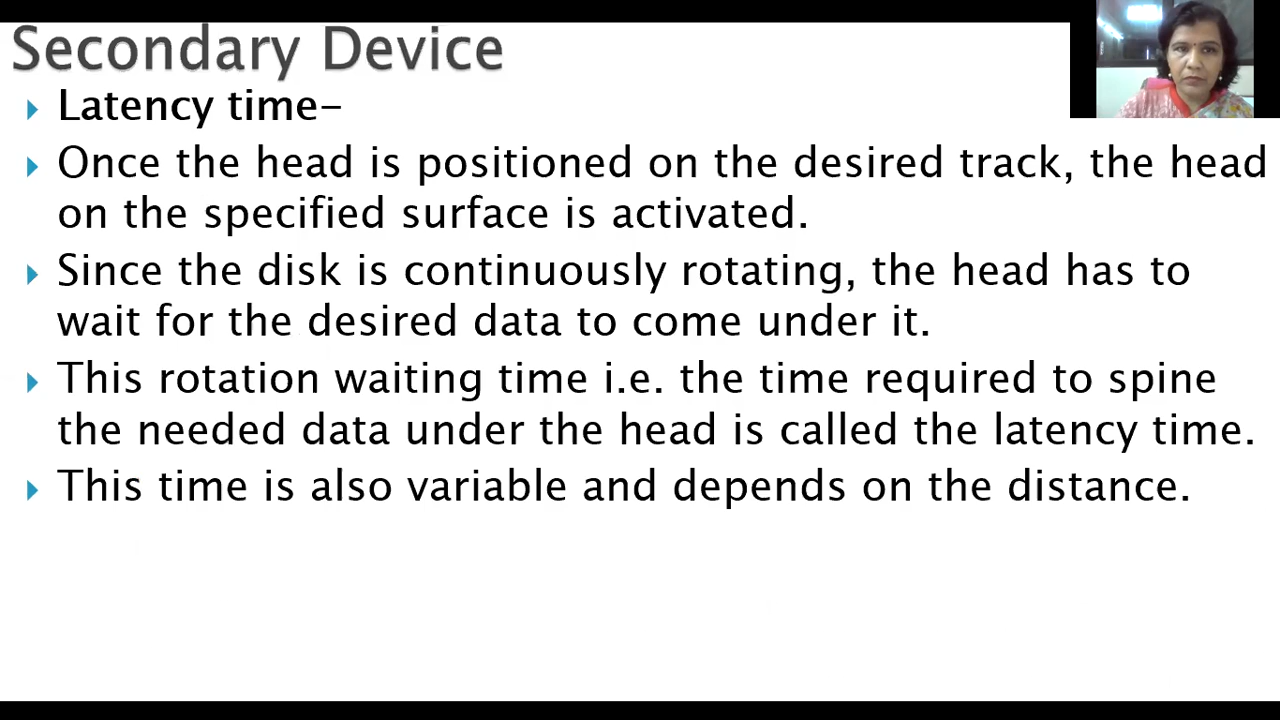 Secondary Device
Latency time-
Once the head is positioned on the desired track, the head
on the specified surface is activated.
Since the disk is continuously rotating, the head has to
wait for the desired data to come under it.
This rotation waiting time i.e. the time required to spine
the needed data under the head is called the latency time.
This time is also variable and depends on the distance.